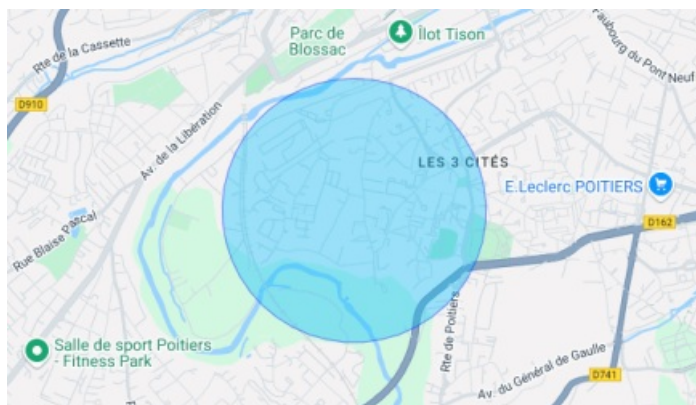 Parc de
Blossac
Îlot Tison
Rte de la Cassette
Faubourg du Pont Neuf
D910
Av. de la Libération
LES 3 CITÉS
E.Leclerc POITIERS
D162
Rue Blaise Pascal
Rte de Poitiers
Salle de sport Poitiers
- Fitness Park
Av. du Général de Gaulle
D741